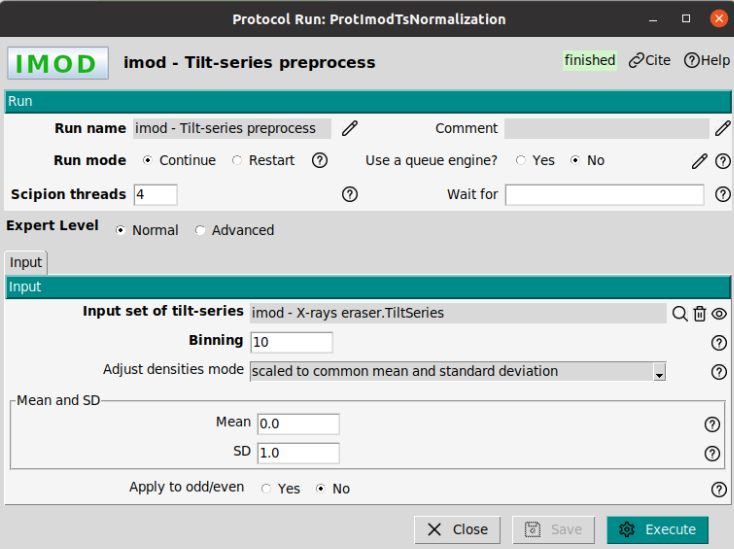 Protocol Run: ProtImodTsNormalization
IMOD imod - Tilt-series preprocess finished Cite Help
Run
Run name imod - Tilt-series preprocess Comment
Run mode Continue Restart Use a queue engine? Yes No
Scipion threads 4 Wait for
Expert Level Normal Advanced
Input
Input
Input set of tilt-series imod - X-rays eraser.TiltSeries
Binning 10
Adjust densities mode scaled to common mean and standard deviation
Mean and SD
Mean 0.0
SD 1.0
Apply to odd/even Yes No
Close Save Execute